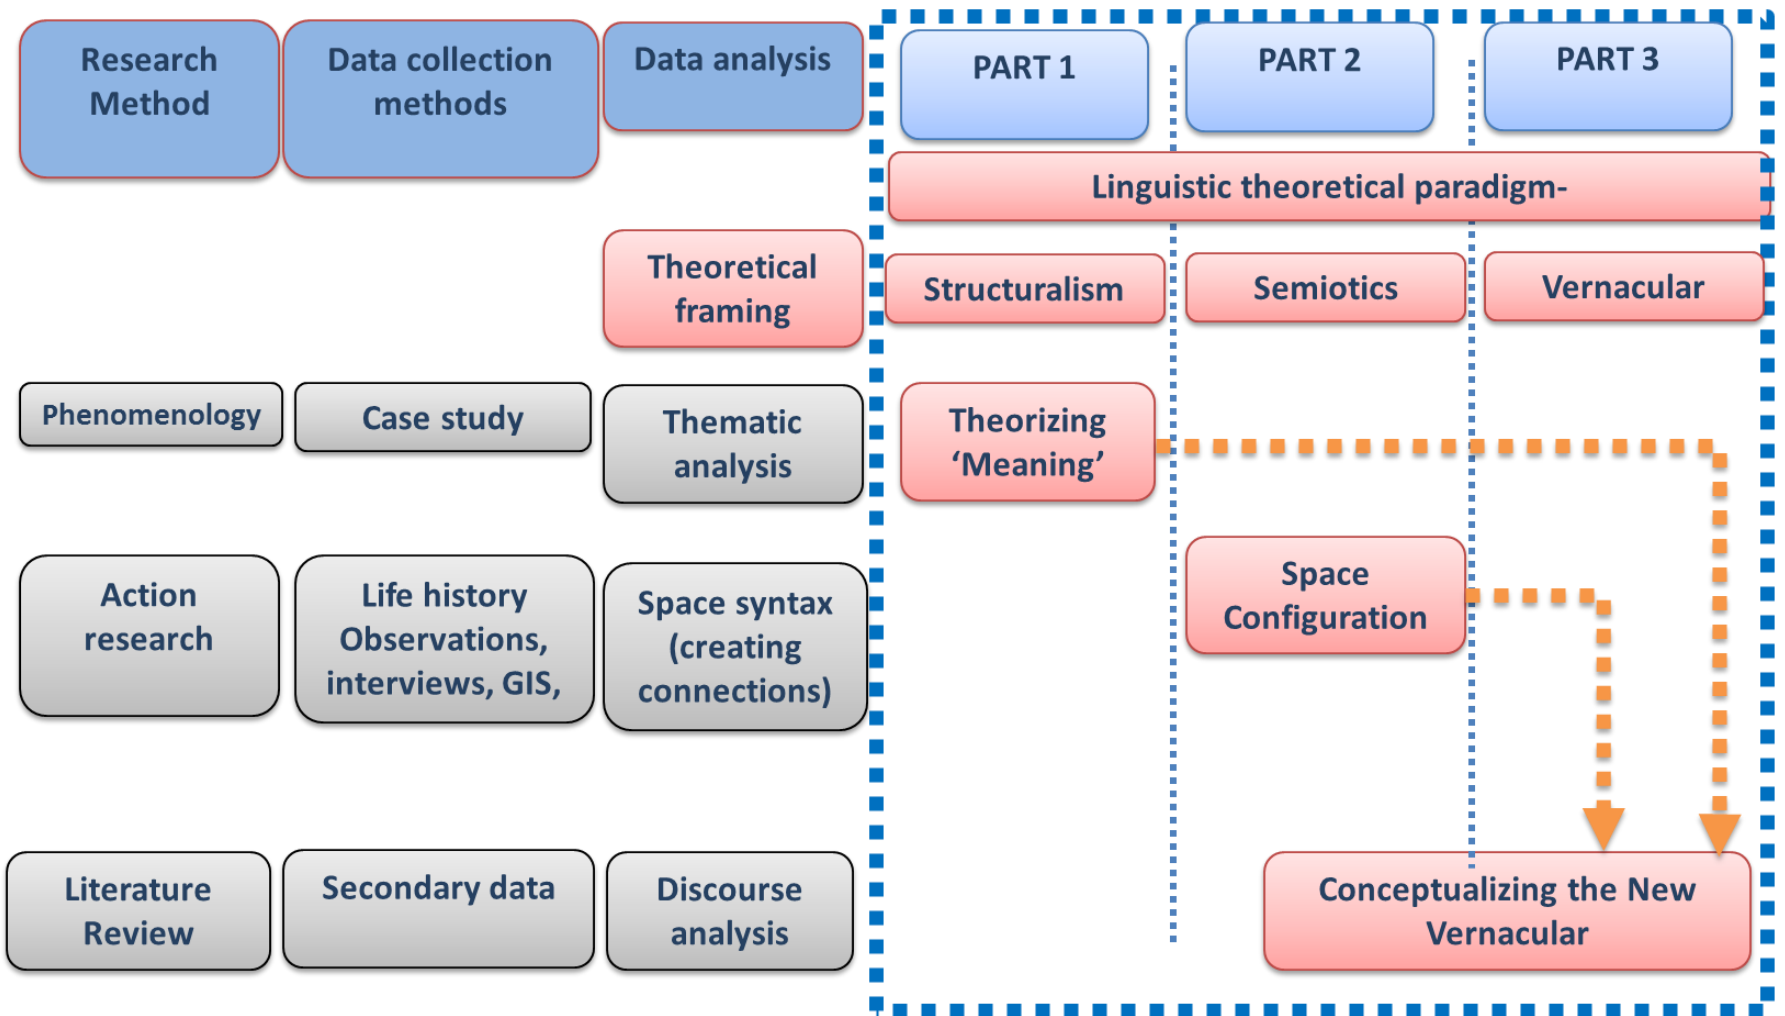 Research
Method
Data collection
methods
Data analysis
PART 1
PART 2
PART 3
Linguistic theoretical paradigm-
Theoretical
framing
Structuralism
Semiotics
Vernacular
Phenomenology
Case study
Thematic
analysis
Theorizing
‘Meaning’
Action
research
Life history
Observations,
interviews, GIS,
Space syntax
(creating
connections)
Space
Configuration
Literature
Review
Secondary data
Discourse
analysis
Conceptualizing the New
Vernacular